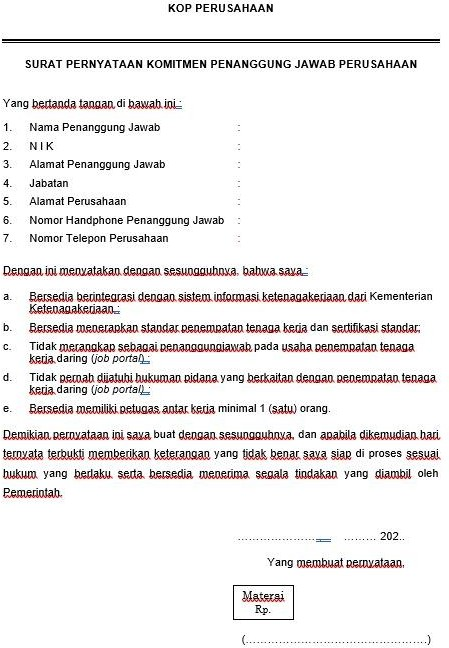 KOP PERUSAHAAN
SURAT PERNYATAAN KOMITMEN PENANGGUNG JAWAB PERUSAHAAN
Yang bertanda tangan di bawah ini :
1. Nama Penanggung Jawab :
2. N I K :
3. Alamat Penanggung Jawab :
4. Jabatan :
5. Alamat Perusahaan :
6. Nomor Handphone Penanggung Jawab :
7. Nomor Telepon Perusahaan :
Dengan ini menyatakan dengan sesungguhnya, bahwa saya :
a. Bersedia berintegrasi dengan sistem informasi ketenagakerjaan dari Kementerian
Ketenagakerjaan ;
b. Bersedia menerapkan standar penempatan tenaga kerja dan sertifikasi standar;
c. Tidak merangkap sebagai penanggungjawab pada usaha penempatan tenaga
kerja daring (job portal) ;
d. Tidak pernah dijatuhi hukuman pidana yang berkaitan dengan penempatan tenaga
kerja daring (job portal) ;
e. Bersedia memiliki petugas antar kerja minimal 1 (satu) orang.
Demikian pernyataan ini saya buat dengan sesungguhnya, dan apabila dikemudian hari
ternyata terbukti memberikan keterangan yang tidak benar saya siap di proses sesuai
hukum yang berlaku serta bersedia menerima segala tindakan yang diambil oleh
Pemerintah.
……………………, ……… 202..
Yang membuat pernyataan,
Materai
Rp.
(……………………………………………)